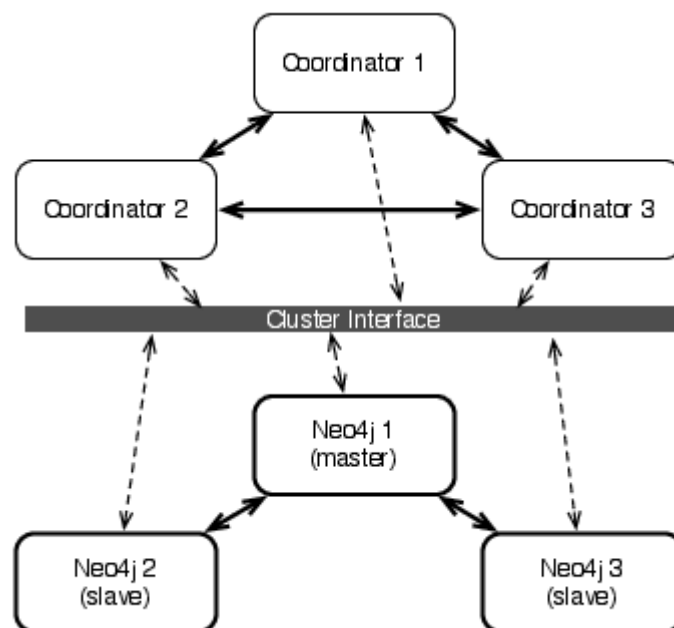 Coordinator 1
Coordinator 2
Coordinator 3
Cluster Interface
Neo4j 1
(master)
Neo4j 2
(slave)
Neo4j 3
(slave)